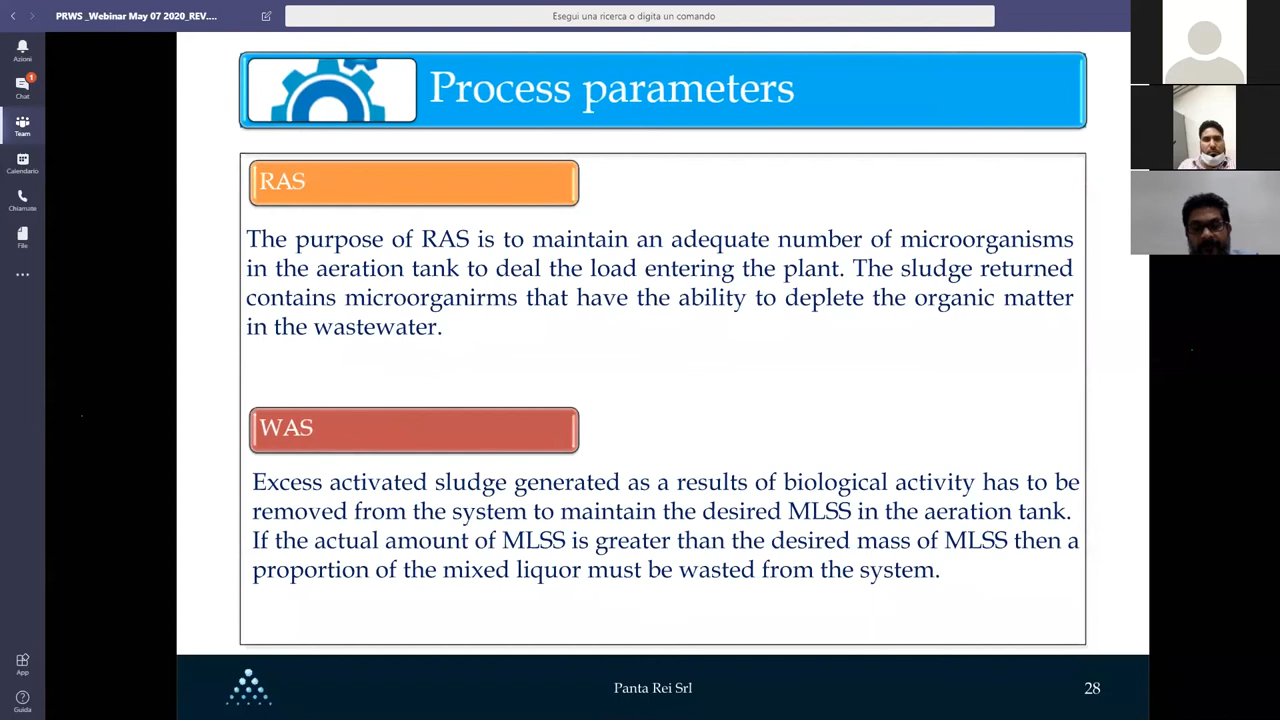 PRWS _Webinar May 07 2020_REV....
Esegui una ricerca o digita un comando
Azioni
1
Chat
Team
Calendario
Chiamate
File
App
Guida
Process parameters
RAS
The purpose of RAS is to maintain an adequate number of microorganisms
in the aeration tank to deal the load entering the plant. The sludge returned
contains microorganirms that have the ability to deplete the organic matter
in the wastewater.
WAS
Excess activated sludge generated as a results of biological activity has to be
removed from the system to maintain the desired MLSS in the aeration tank.
If the actual amount of MLSS is greater than the desired mass of MLSS then a
proportion of the mixed liquor must be wasted from the system.
Panta Rei Srl
28